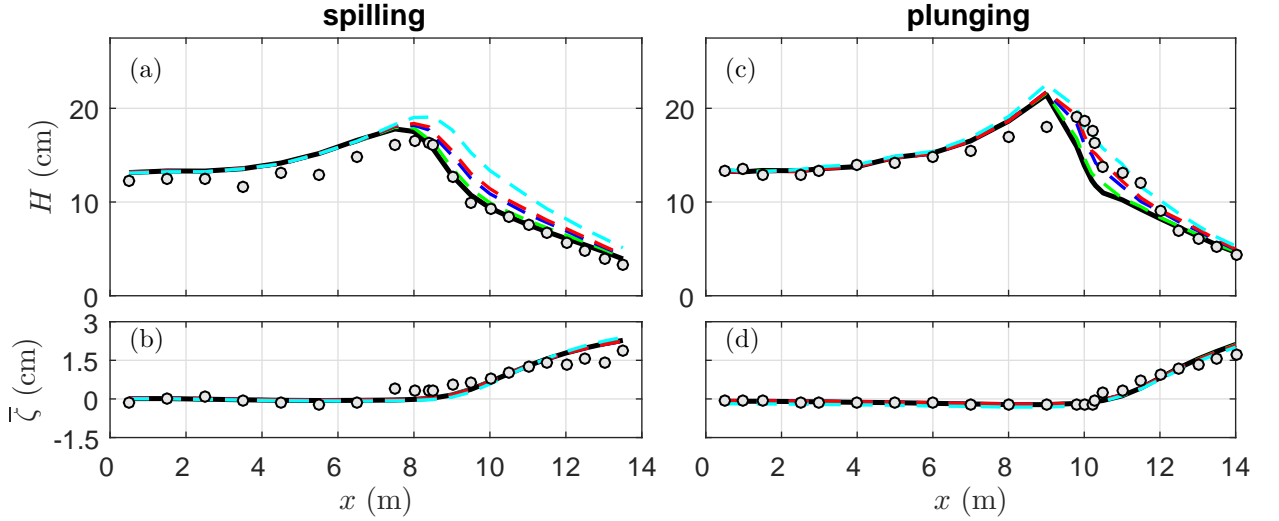 spilling plunging
(a) (c)
20 20
H (cm)
10 10
0 0
3
(b) (d)
1.5
ζ̅ (cm)
0
-1.5
0 2 4 6 8 10 12 14 0 2 4 6 8 10 12 14
x (m) x (m)